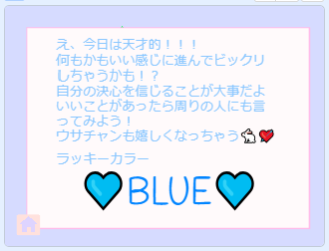 え、今日は天才的！！！
何もかもいい感じに進んでビックリ
しちゃうかも！？
自分の決心を信じることが大事だよ
いいことがあったら周りの人にも言
ってみよう！
ウサチャンも嬉しくなっちゃう🐇💘
ラッキーカラー
🩵BLUE🩵